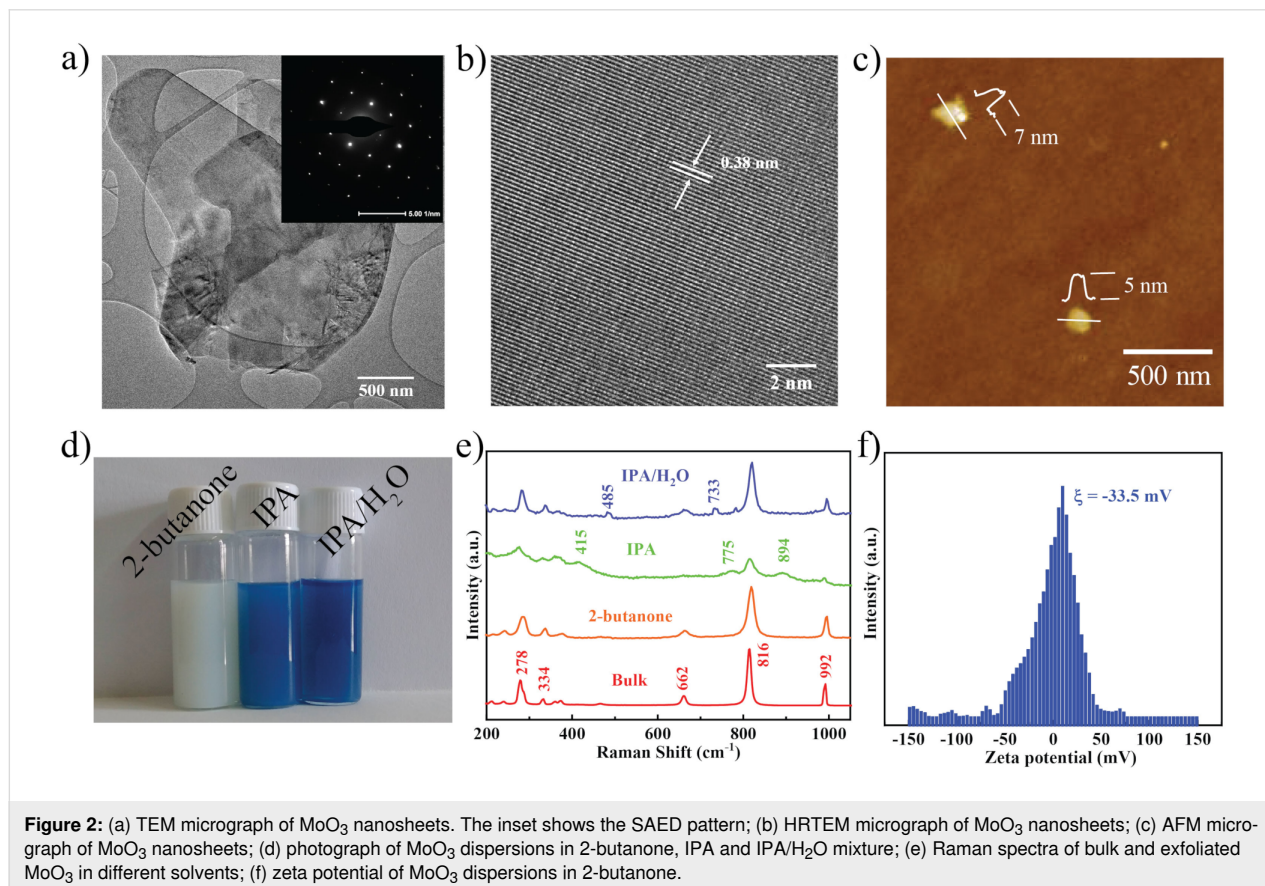 a)
5.00 1/nm
500 nm
b)
0.38 nm
2 nm
c)
7 nm
5 nm
500 nm
d)
2-butanone
IPA
IPA/H₂O
e)
IPA/H₂O
485
733
IPA
415
775
894
2-butanone
Bulk
278
334
662
816
992
Intensity (a.u.)
200 400 600 800 1000
Raman Shift (cm⁻¹)
f)
ξ = -33.5 mV
Intensity (a.u.)
-150 -100 -50 0 50 100 150
Zeta potential (mV)
Figure 2: (a) TEM micrograph of MoO₃ nanosheets. The inset shows the SAED pattern; (b) HRTEM micrograph of MoO₃ nanosheets; (c) AFM micro-
graph of MoO₃ nanosheets; (d) photograph of MoO₃ dispersions in 2-butanone, IPA and IPA/H₂O mixture; (e) Raman spectra of bulk and exfoliated
MoO₃ in different solvents; (f) zeta potential of MoO₃ dispersions in 2-butanone.